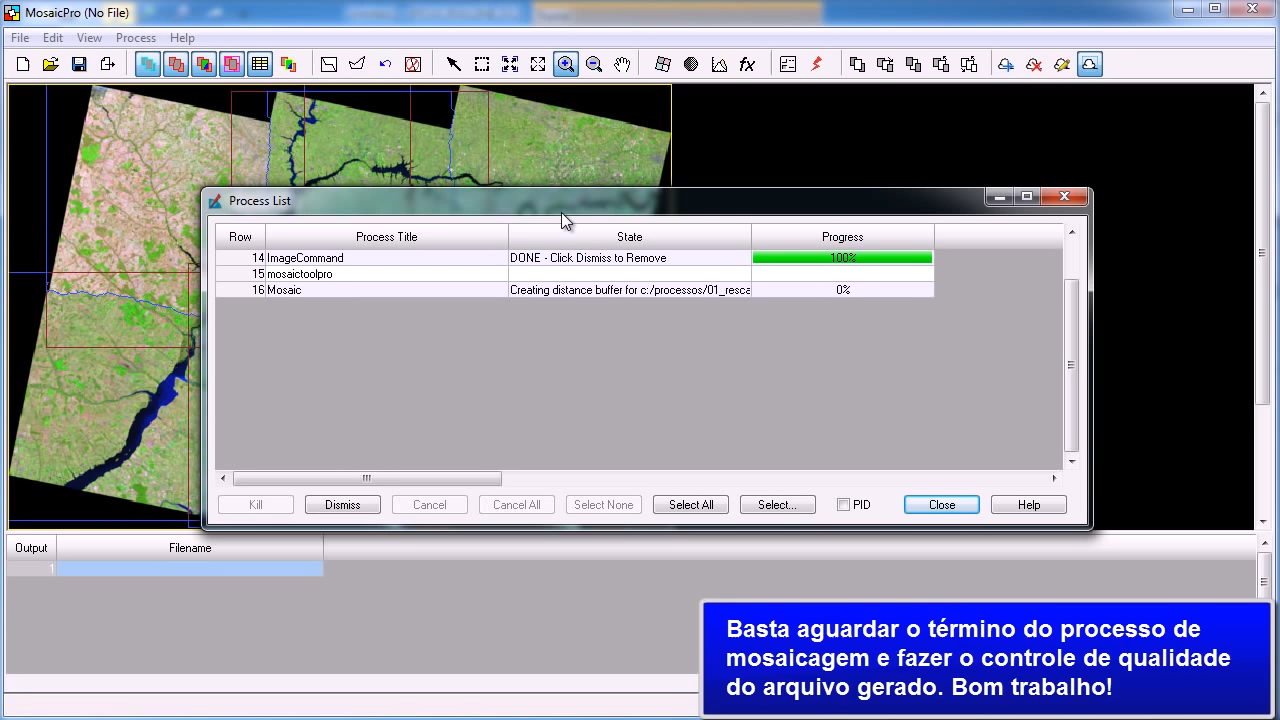 MosaicPro (No File)
File Edit View Process Help
fx
Process List
Row Process Title State Progress
14 ImageCommand DONE - Click Dismiss to Remove 100%
15 mosaictoolpro
16 Mosaic Creating distance buffer for c:/processos/01_resca 0%
Kill Dismiss Cancel Cancel All Select None Select All Select... PID Close Help
Output Filename
1
Basta aguardar o término do processo de
mosaicagem e fazer o controle de qualidade
do arquivo gerado. Bom trabalho!